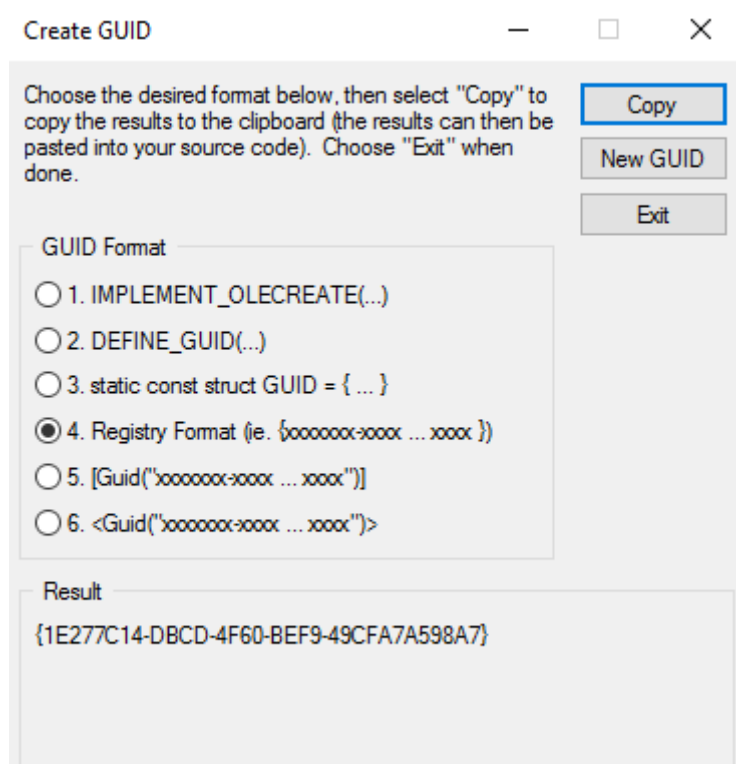 Create GUID
Choose the desired format below, then select "Copy" to
copy the results to the clipboard (the results can then be
pasted into your source code).  Choose "Exit" when
done.
Copy
New GUID
Exit
GUID Format
1. IMPLEMENT_OLECREATE(...)
2. DEFINE_GUID(...)
3. static const struct GUID = { ... }
4. Registry Format (ie. {xxxxxxx-xxxx ... xxxx })
5. [Guid("xxxxxxx-xxxx ... xxxx")]
6. <Guid("xxxxxxx-xxxx ... xxxx")>
Result
{1E277C14-DBCD-4F60-BEF9-49CFA7A598A7}